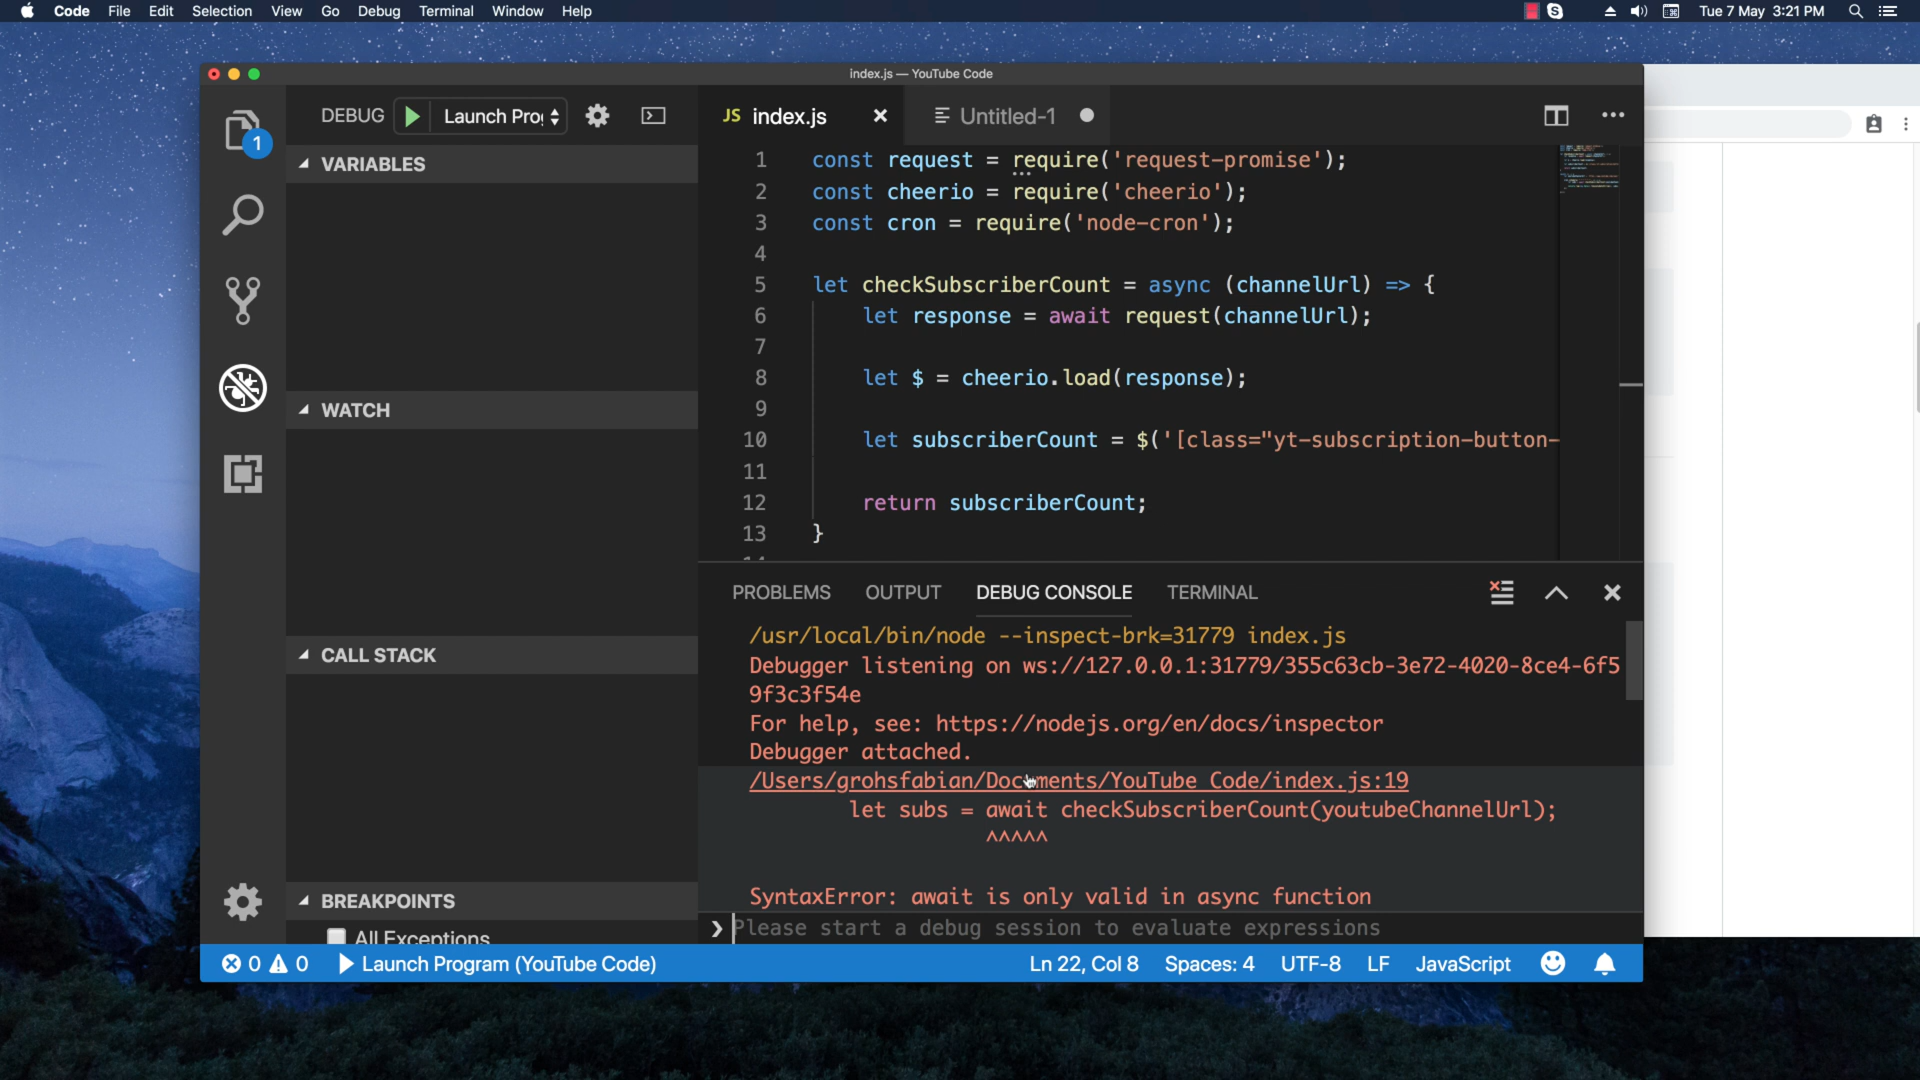 Code File Edit Selection View Go Debug Terminal Window Help
Tue 7 May 3:21 PM
index.js — YouTube Code
1
DEBUG
Launch Pro
JS index.js
Untitled-1
VARIABLES
WATCH
CALL STACK
BREAKPOINTS
All Exceptions
1 const request = require('request-promise');
2 const cheerio = require('cheerio');
3 const cron = require('node-cron');
4
5 let checkSubscriberCount = async (channelUrl) => {
6 let response = await request(channelUrl);
7
8 let $ = cheerio.load(response);
9
10 let subscriberCount = $('[class="yt-subscription-button-
11
12 return subscriberCount;
13 }
PROBLEMS OUTPUT DEBUG CONSOLE TERMINAL
/usr/local/bin/node --inspect-brk=31779 index.js
Debugger listening on ws://127.0.0.1:31779/355c63cb-3e72-4020-8ce4-6f5
9f3c3f54e
For help, see: https://nodejs.org/en/docs/inspector
Debugger attached.
/Users/grohsfabian/Documents/YouTube Code/index.js:19
let subs = await checkSubscriberCount(youtubeChannelUrl);
^^^^^
SyntaxError: await is only valid in async function
Please start a debug session to evaluate expressions
0 0 Launch Program (YouTube Code)
Ln 22, Col 8 Spaces: 4 UTF-8 LF JavaScript